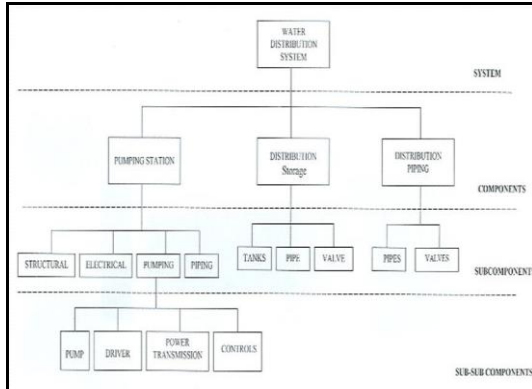 WATER
DISTRIBUTION
SYSTEM
SYSTEM
PUMPING STATION
DISTRIBUTION
Storage
DISTRIBUTION
PIPING
COMPONENTS
STRUCTURAL
ELECTRICAL
PUMPING
PIPING
TANKS
PIPE
VALVE
PIPES
VALVES
SUBCOMPONENTS
PUMP
DRIVER
POWER
TRANSMISSION
CONTROLS
SUB-SUB COMPONENTS